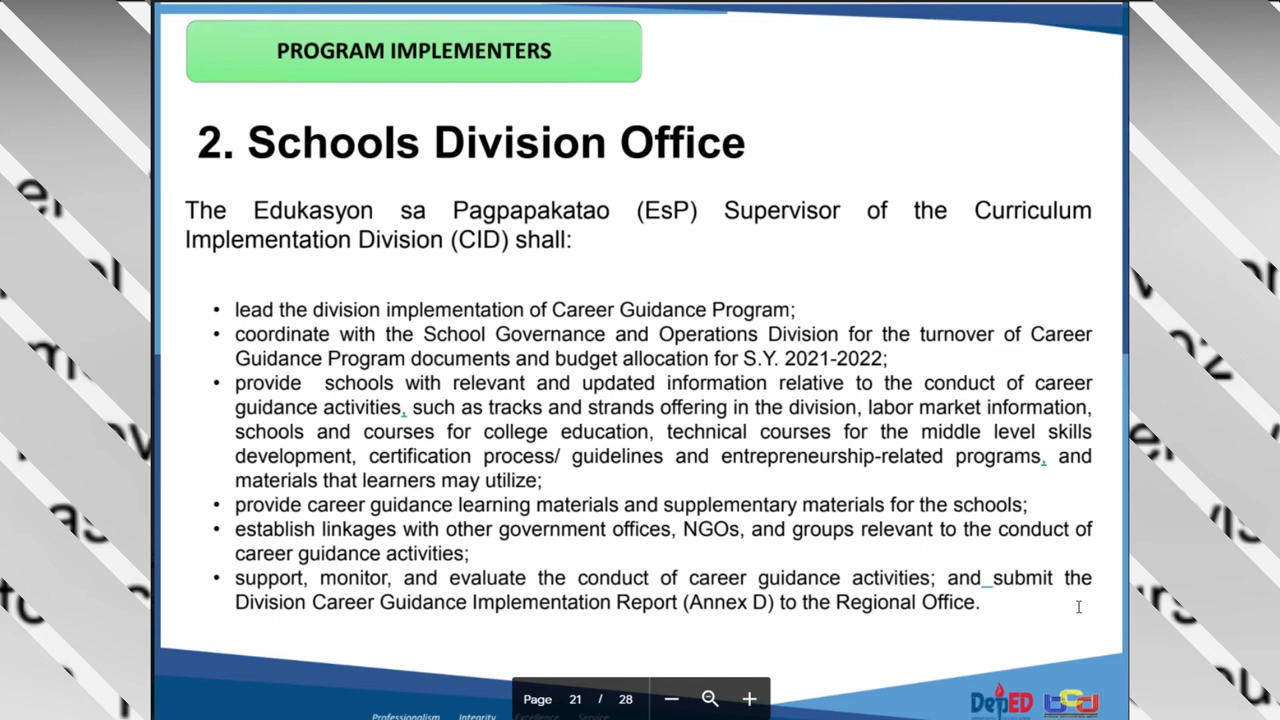 PROGRAM IMPLEMENTERS
2. Schools Division Office
The Edukasyon sa Pagpapakatao (EsP) Supervisor of the Curriculum
Implementation Division (CID) shall:
• lead the division implementation of Career Guidance Program;
• coordinate with the School Governance and Operations Division for the turnover of Career
Guidance Program documents and budget allocation for S.Y. 2021-2022;
• provide schools with relevant and updated information relative to the conduct of career
guidance activities, such as tracks and strands offering in the division, labor market information,
schools and courses for college education, technical courses for the middle level skills
development, certification process/ guidelines and entrepreneurship-related programs, and
materials that learners may utilize;
• provide career guidance learning materials and supplementary materials for the schools;
• establish linkages with other government offices, NGOs, and groups relevant to the conduct of
career guidance activities;
• support, monitor, and evaluate the conduct of career guidance activities; and submit the
Division Career Guidance Implementation Report (Annex D) to the Regional Office.
Page 21 / 28
Professionalism Integrity Excellence Service
DepED